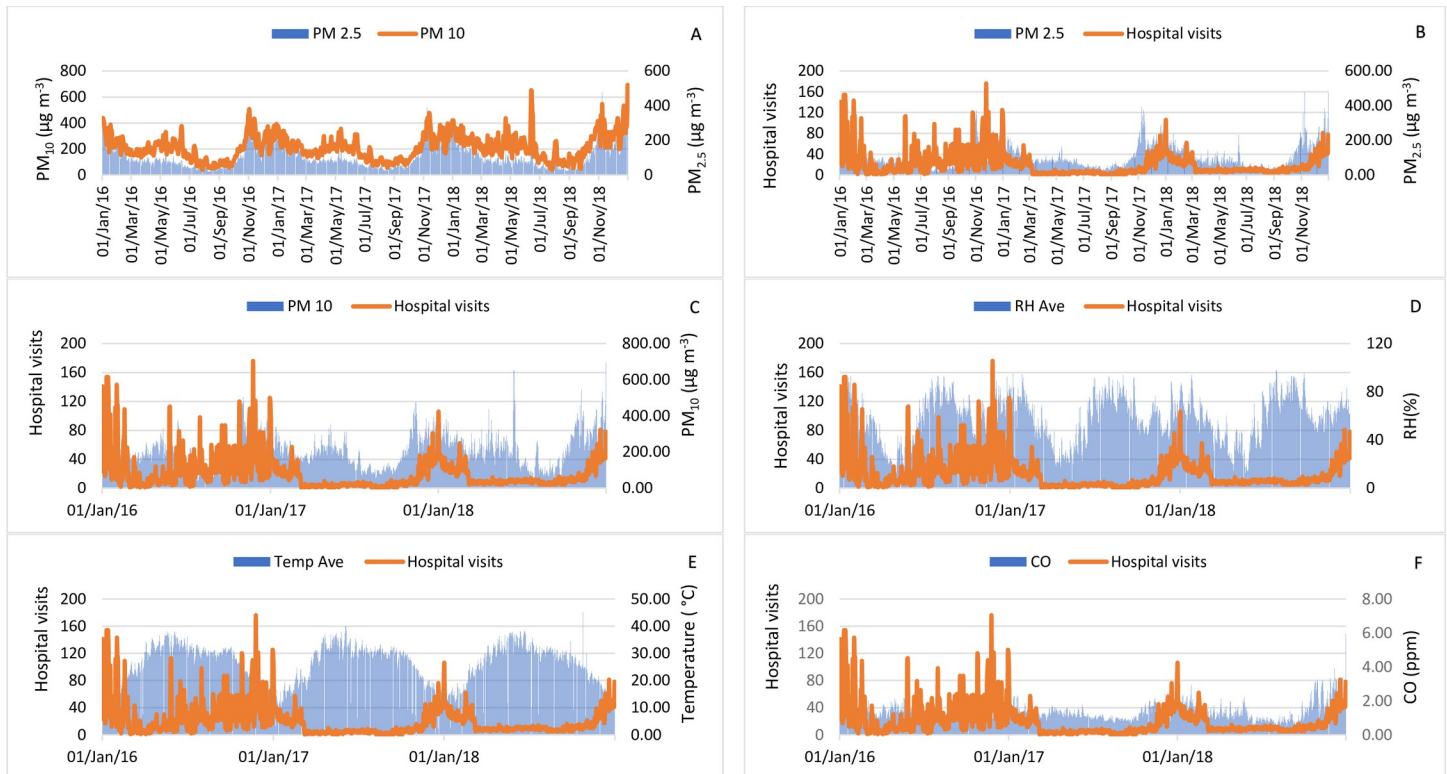 PM 2.5 PM 10 A
PM10 (µg m-3)
800
600
400
200
0
600
400
200
0
PM2.5 (µg m-3)
01/Jan/16
01/Mar/16
01/May/16
01/Jul/16
01/Sep/16
01/Nov/16
01/Jan/17
01/Mar/17
01/May/17
01/Jul/17
01/Sep/17
01/Nov/17
01/Jan/18
01/Mar/18
01/May/18
01/Jul/18
01/Sep/18
01/Nov/18
PM 2.5 Hospital visits B
Hospital visits
200
160
120
80
40
0
600.00
400.00
200.00
0.00
PM2.5 (µg m-3)
01/Jan/16
01/Mar/16
01/May/16
01/Jul/16
01/Sep/16
01/Nov/16
01/Jan/17
01/Mar/17
01/May/17
01/Jul/17
01/Sep/17
01/Nov/17
01/Jan/18
01/Mar/18
01/May/18
01/Jul/18
01/Sep/18
01/Nov/18
PM 10 Hospital visits C
Hospital visits
200
160
120
80
40
0
800.00
600.00
400.00
200.00
0.00
PM10 (µg m-3)
01/Jan/16 01/Jan/17 01/Jan/18
RH Ave Hospital visits D
Hospital visits
200
160
120
80
40
0
120
80
40
0
RH(%)
01/Jan/16 01/Jan/17 01/Jan/18
Temp Ave Hospital visits E
Hospital visits
200
160
120
80
40
0
50.00
40.00
30.00
20.00
10.00
0.00
Temperature ( °C)
01/Jan/16 01/Jan/17 01/Jan/18
CO Hospital visits F
Hospital visits
200
160
120
80
40
0
8.00
6.00
4.00
2.00
0.00
CO (ppm)
01/Jan/16 01/Jan/17 01/Jan/18